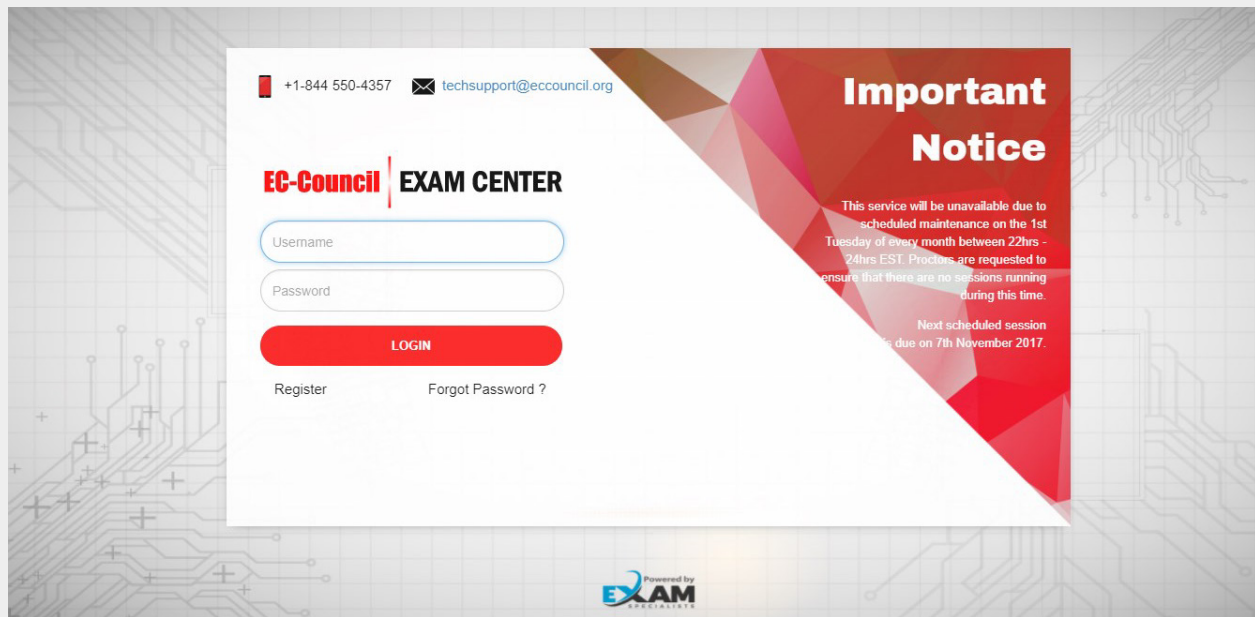 +1-844 550-4357 techsupport@eccouncil.org
EC-Council EXAM CENTER
Username
Password
LOGIN
Register Forgot Password ?
Important
Notice
This service will be unavailable due to
scheduled maintenance on the 1st
Tuesday of every month between 22hrs -
24hrs EST. Proctors are requested to
ensure that there are no sessions running
during this time.
Next scheduled session
is due on 7th November 2017.
Powered by
EXAM
SPECIALISTS